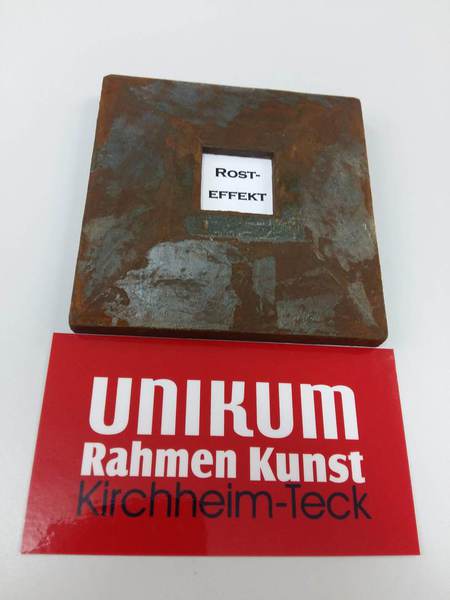 ROST-
EFFEKT
UNIKUM
Rahmen Kunst
Kirchheim-Teck